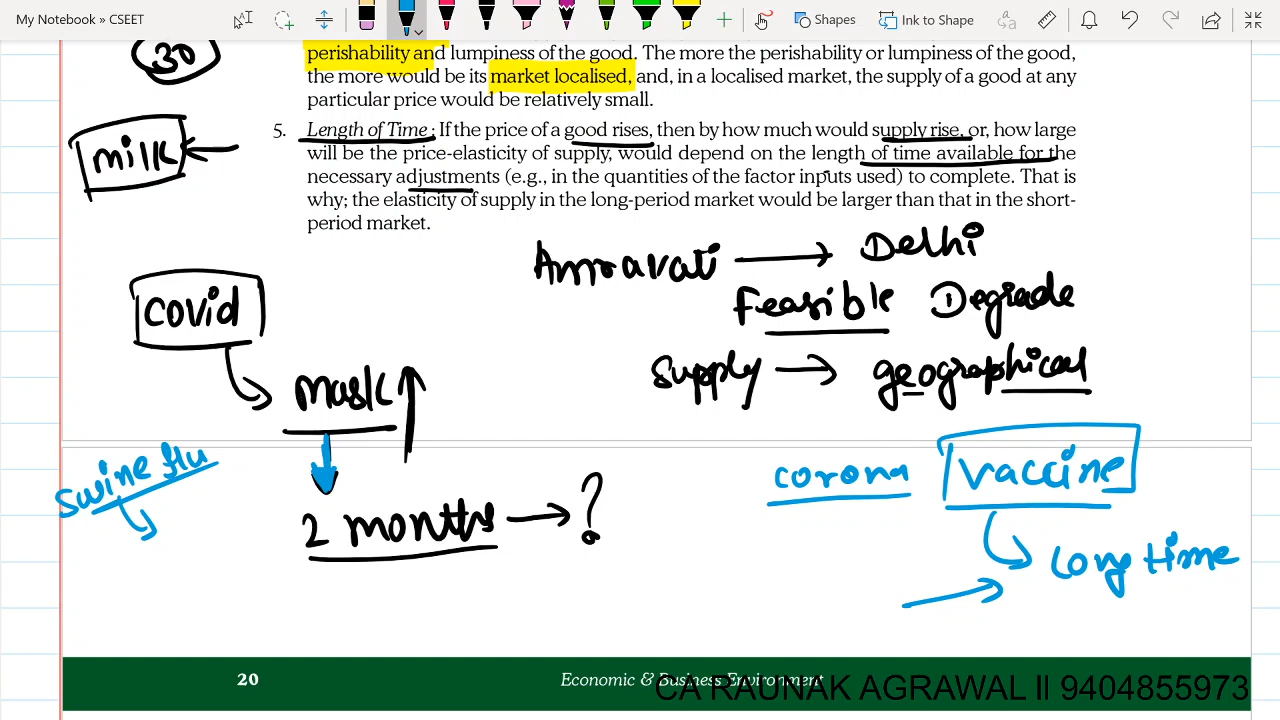 My Notebook » CSEET
Shapes
Ink to Shape
30
perishability and lumpiness of the good. The more the perishability or lumpiness of the good,
the more would be its market localised, and, in a localised market, the supply of a good at any
particular price would be relatively small.
milk
5. Length of Time : If the price of a good rises, then by how much would supply rise, or, how large
will be the price-elasticity of supply, would depend on the length of time available for the
necessary adjustments (e.g., in the quantities of the factor inputs used) to complete. That is
why; the elasticity of supply in the long-period market would be larger than that in the short-
period market.
Amravati → Delhi
Feasible Degrade
covid
Supply → geographical
mask
swine flu
corona vaccine
2 months → ?
Long time
20
Economic & Business Environment
CA RAUNAK AGRAWAL ll 9404855973